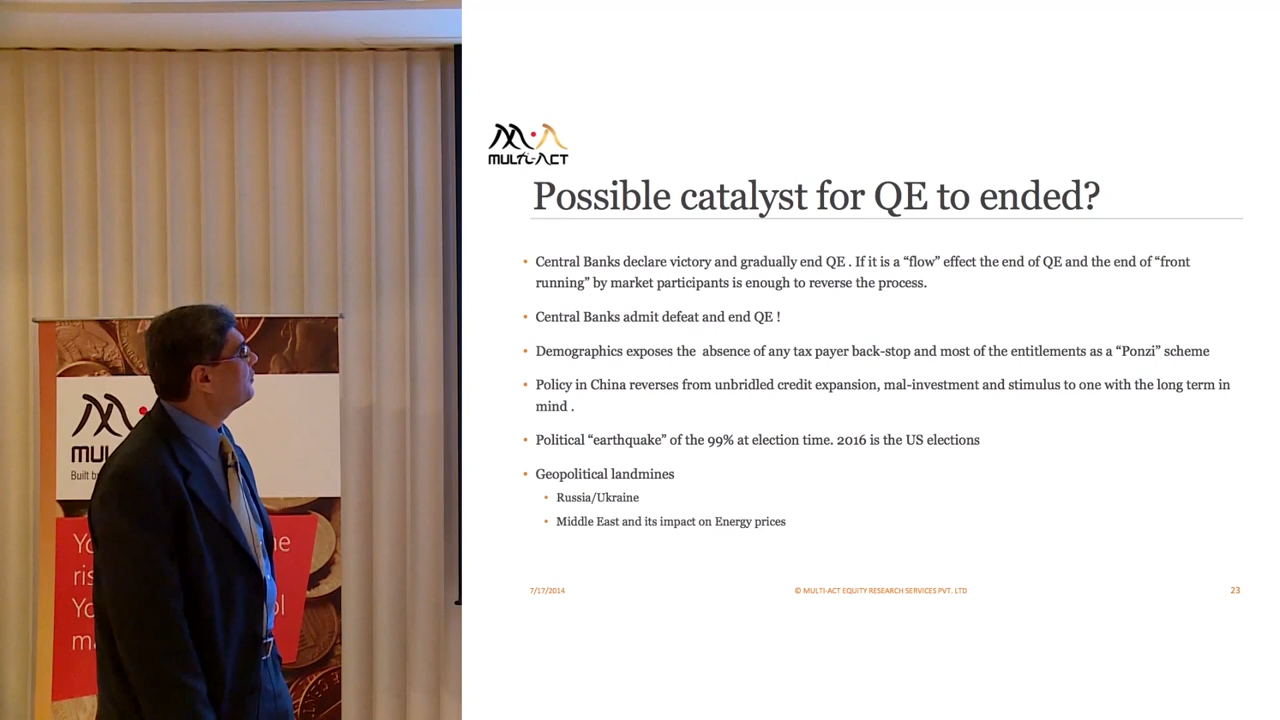 MULTI-ACT
Possible catalyst for QE to ended?
• Central Banks declare victory and gradually end QE . If it is a “flow” effect the end of QE and the end of “front
running” by market participants is enough to reverse the process.
• Central Banks admit defeat and end QE !
• Demographics exposes the absence of any tax payer back-stop and most of the entitlements as a “Ponzi” scheme
• Policy in China reverses from unbridled credit expansion, mal-investment and stimulus to one with the long term in
mind .
• Political “earthquake” of the 99% at election time. 2016 is the US elections
• Geopolitical landmines
• Russia/Ukraine
• Middle East and its impact on Energy prices
7/17/2014
© MULTI-ACT EQUITY RESEARCH SERVICES PVT. LTD
23
MUL
Built